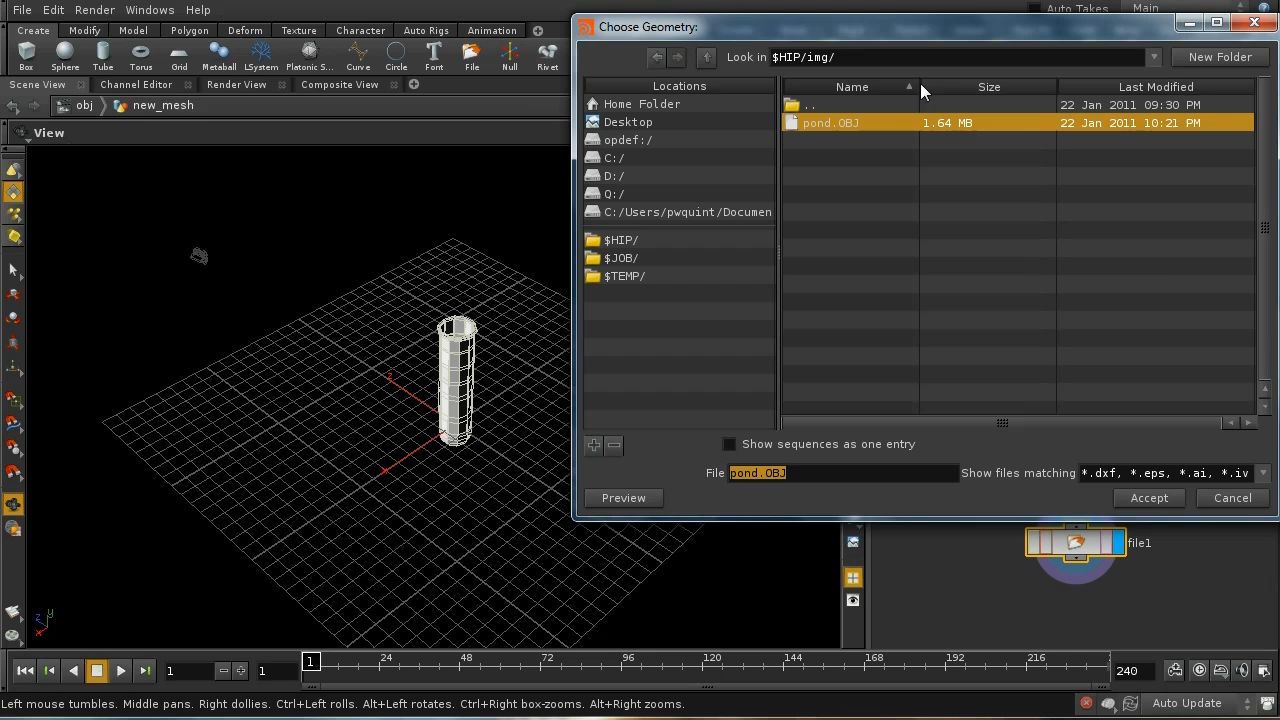 File Edit Render Assets Windows Help
Auto Takes Main
Create Modify Model Polygon Deform Texture Character Auto Rigs Animation
Box Sphere Tube Torus Grid Metaball LSystem Platonic S... Curve Circle Font File Null Rivet
Scene View Channel Editor Render View Composite View
obj new_mesh
View
Choose Geometry:
Look in $HIP/img/ New Folder
Locations
Home Folder
Desktop
opdef:/
C:/
D:/
Q:/
C:/Users/pwquint/Documen
$HIP/
$JOB/
$TEMP/
Name Size Last Modified
.. 22 Jan 2011 09:30 PM
pond.OBJ 1.64 MB 22 Jan 2011 10:21 PM
Show sequences as one entry
File pond.OBJ Show files matching *.dxf, *.eps, *.ai, *.iv
Preview Accept Cancel
file1
z
x
z y x
1 1 1 24 48 72 96 120 144 168 192 216 240
Left mouse tumbles. Middle pans. Right dollies. Ctrl+Left rolls. Alt+Left rotates. Ctrl+Right box-zooms. Alt+Right zooms.
Auto Update